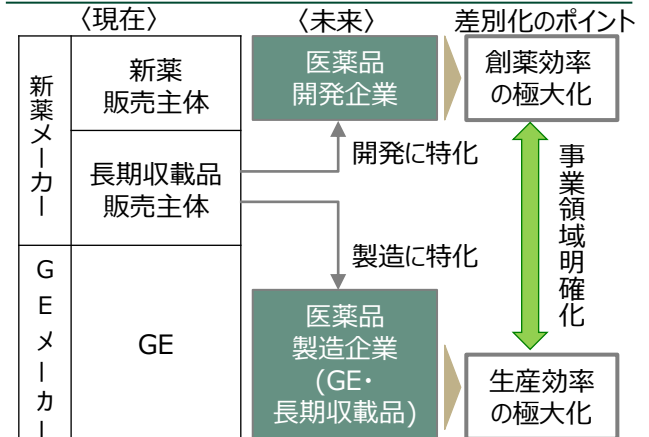 〈現在〉
〈未来〉
差別化のポイント
新薬メーカー
新薬
販売主体
長期収載品
販売主体
医薬品
開発企業
創薬効率
の極大化
開発に特化
製造に特化
事業領域明確化
GEメーカー
GE
医薬品
製造企業
(GE・
長期収載品)
生産効率
の極大化